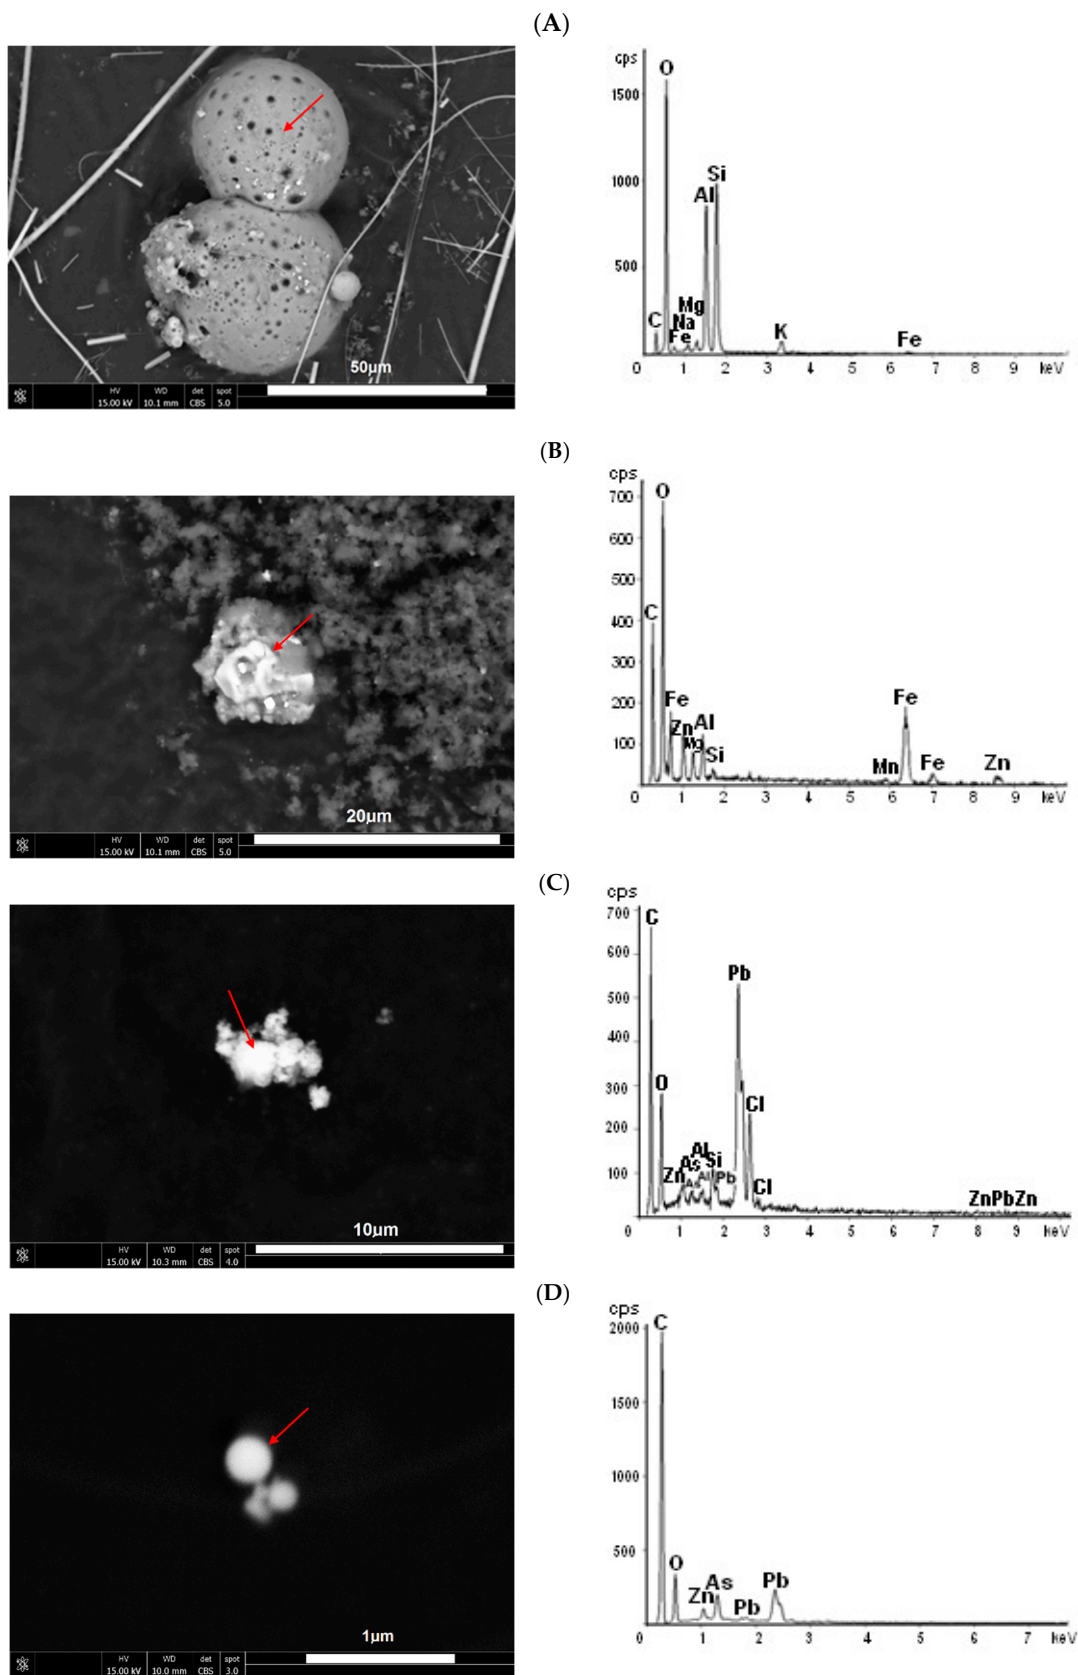 (A)
cps
1500
1000
500
O
Al
Si
C
Mg
Na
Fe
K
Fe
0 1 2 3 4 5 6 7 8 9 keV
50µm
HV WD det spot
15.00 kV 10.1 mm CBS 5.0
(B)
cps
700
600
500
400
300
200
100
O
C
Fe
Zn
Mg
Al
Si
Mn
Fe
Fe
Zn
0 1 2 3 4 5 6 7 8 9 keV
20µm
HV WD det spot
15.00 kV 10.1 mm CBS 5.0
(C)
cps
700
600
500
400
300
200
100
C
O
Pb
Cl
Zn
As
As
Al
Al
Si
Pb
Cl
ZnPbZn
0 1 2 3 4 5 6 7 8 9 keV
10µm
HV WD det spot
15.00 kV 10.3 mm CBS 4.0
(D)
cps
2000
1500
1000
500
C
O
Zn
As
Pb
Pb
1 2 3 4 5 6 7 keV
1µm
HV WD det spot
15.00 kV 10.0 mm CBS 3.0